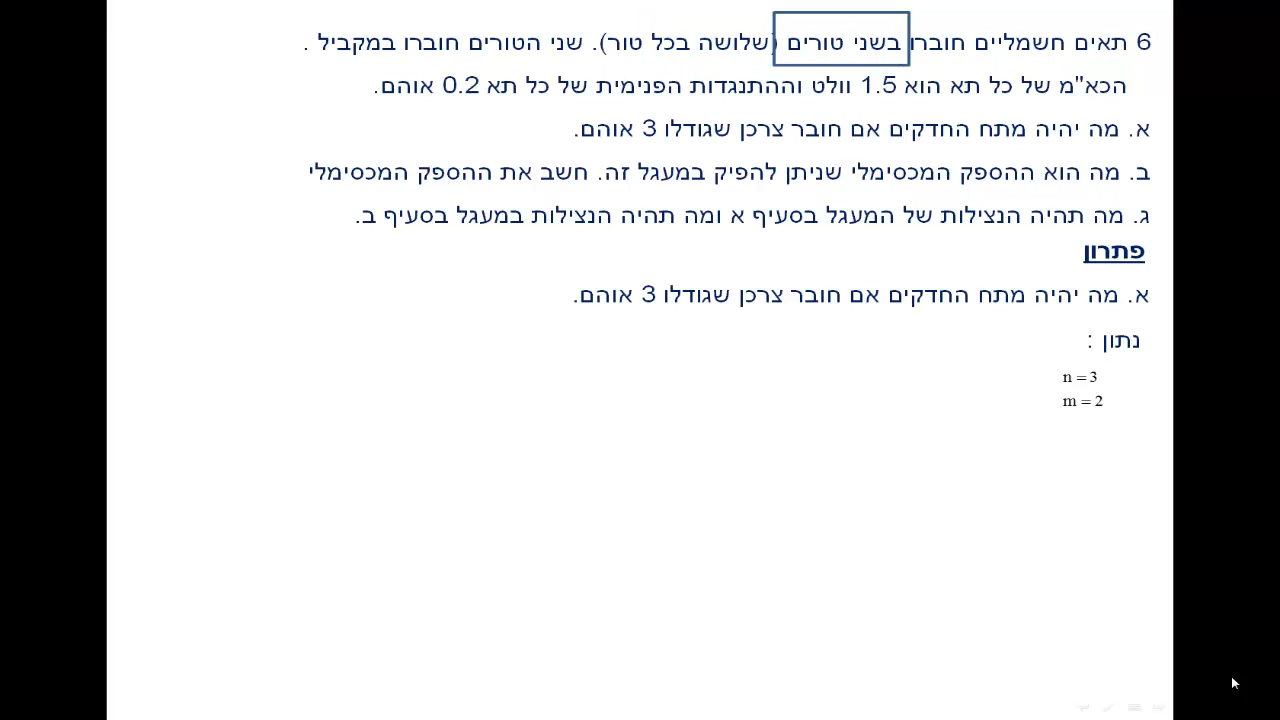 6 תאים חשמליים חוברו בשני טורים (שלושה בכל טור). שני הטורים חוברו במקביל .
הכא"מ של כל תא הוא 1.5 וולט וההתנגדות הפנימית של כל תא 0.2 אוהם.
א. מה יהיה מתח החדקים אם חובר צרכן שגודלו 3 אוהם.
ב. מה הוא ההספק המכסימלי שניתן להפיק במעגל זה. חשב את ההספק המכסימלי
ג. מה תהיה הנצילות של המעגל בסעיף א ומה תהיה הנצילות במעגל בסעיף ב.
פתרון
א. מה יהיה מתח החדקים אם חובר צרכן שגודלו 3 אוהם.
נתון :
n = 3
m = 2